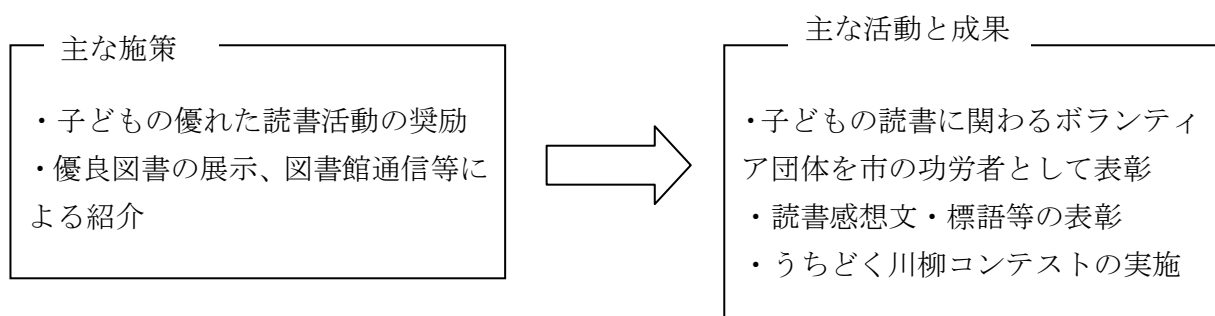 主な施策
・子どもの優れた読書活動の奨励
・優良図書の展示、図書館通信等に
よる紹介
主な活動と成果
・子どもの読書に関わるボランティ
ア団体を市の功労者として表彰
・読書感想文・標語等の表彰
・うちどく川柳コンテストの実施